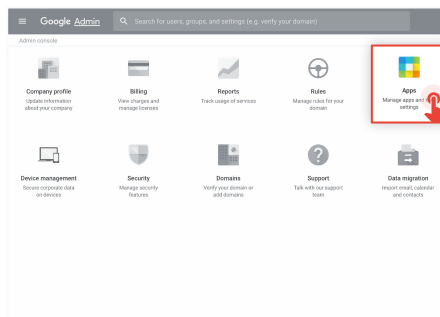 Google Admin
Search for users, groups, and settings (e.g. verify your domain)
Admin console
Company profile
Update information
about your company
Billing
View charges and
manage licenses
Reports
Track usage of services
Rules
Manage rules for your
domain
Apps
Manage apps and
settings
Device management
Secure corporate data
on devices
Security
Manage security
features
Domains
Verify your domain or
add domains
Support
Talk with our support
team
Data migration
Import email, calendar
and contacts